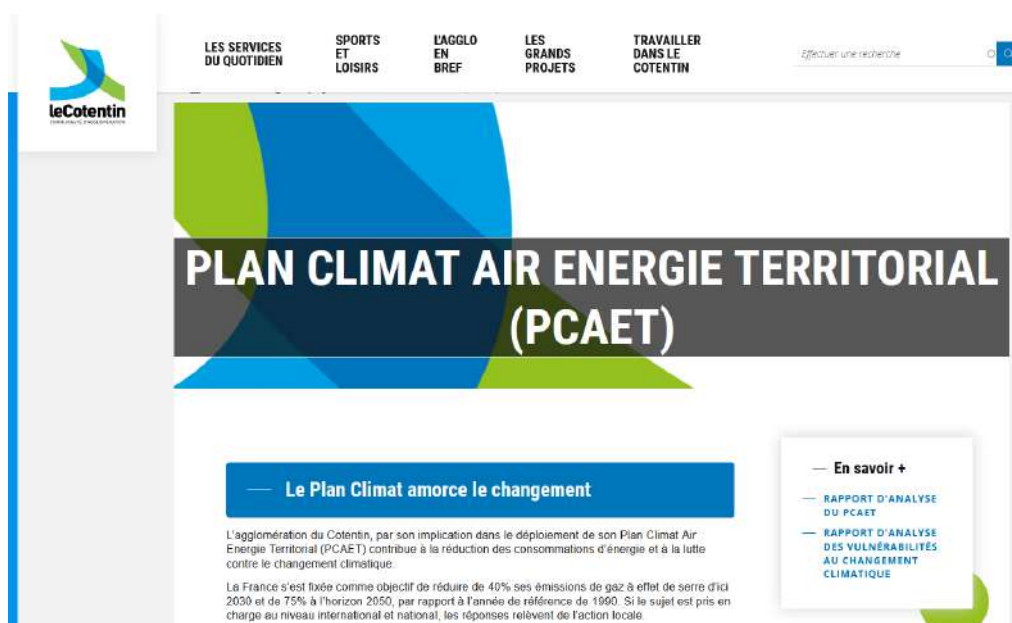 LES SERVICES
DU QUOTIDIEN
SPORTS
ET
LOISIRS
L'AGGLO
EN
BREF
LES
GRANDS
PROJETS
TRAVAILLER
DANS LE
COTENTIN
Effectuer une recherche
leCotentin
COMMUNAUTÉ D'AGGLOMÉRATION
PLAN CLIMAT AIR ENERGIE TERRITORIAL
(PCAET)
— Le Plan Climat amorce le changement
L'agglomération du Cotentin, par son implication dans le déploiement de son Plan Climat Air
Energie Territorial (PCAET) contribue à la réduction des consommations d'énergie et à la lutte
contre le changement climatique.
La France s'est fixée comme objectif de réduire de 40% ses émissions de gaz à effet de serre d'ici
2030 et de 75% à l'horizon 2050, par rapport à l'année de référence de 1990. Si le sujet est pris en
charge au niveau international et national, les réponses relèvent de l'action locale.
— En savoir +
— RAPPORT D'ANALYSE
DU PCAET
— RAPPORT D'ANALYSE
DES VULNÉRABILITÉS
AU CHANGEMENT
CLIMATIQUE